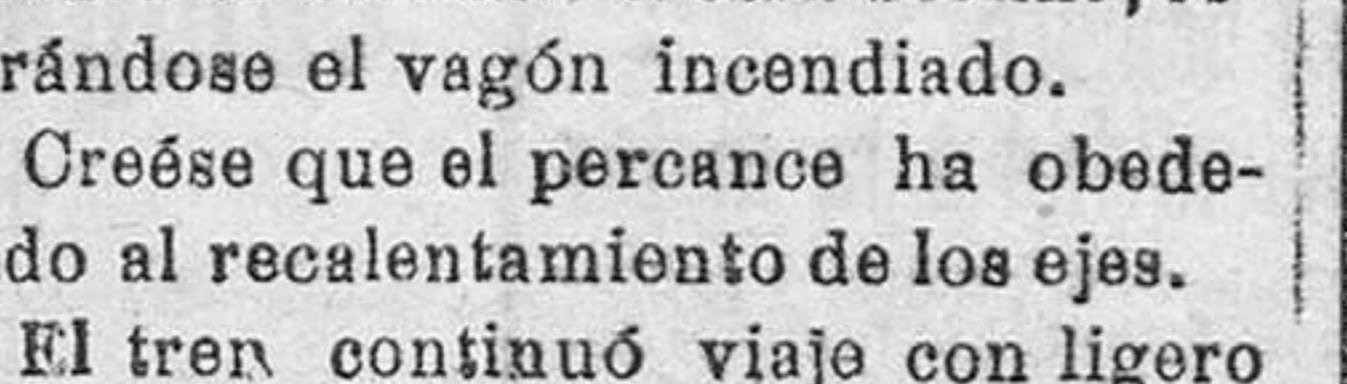 rándose el vagón incendiado.
Creése que el percance ha obede-
do al recalentamiento de los ejes.
El tren continuó viaje con ligero